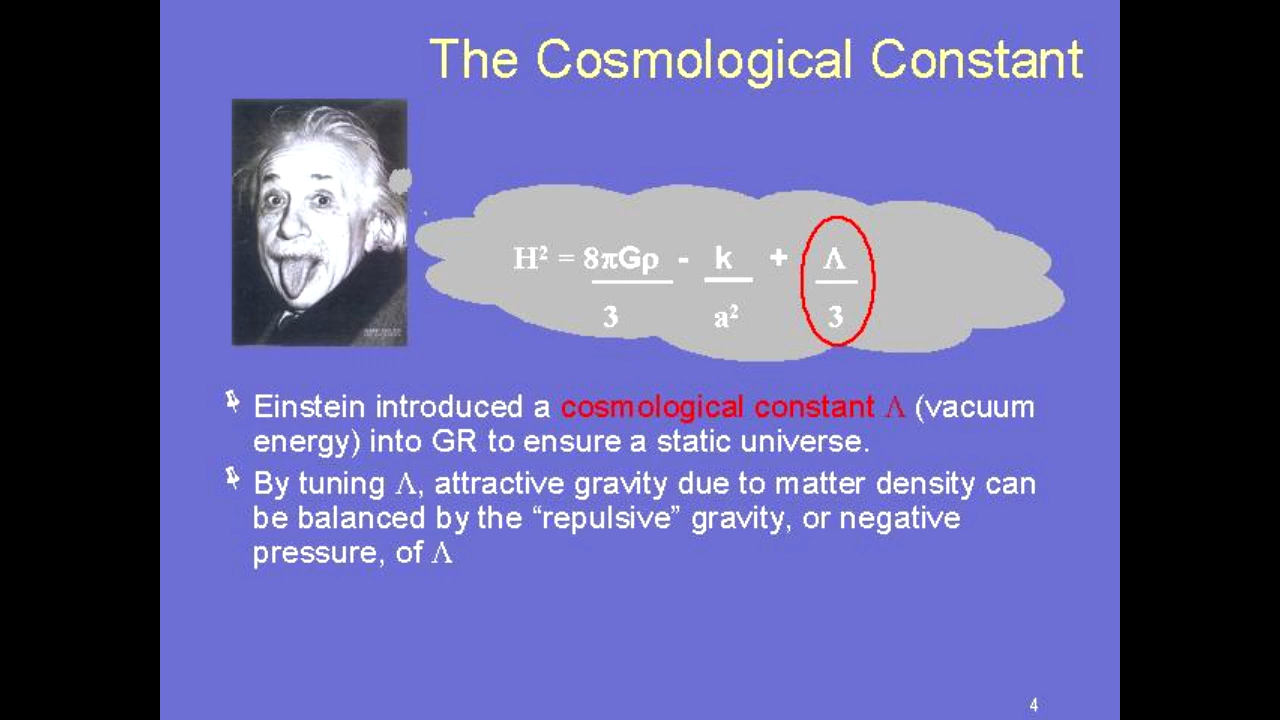 The Cosmological Constant
H² = 8πGρ - k + Λ
3 a² 3
Einstein introduced a cosmological constant Λ (vacuum
energy) into GR to ensure a static universe.
By tuning Λ, attractive gravity due to matter density can
be balanced by the “repulsive” gravity, or negative
pressure, of Λ
4